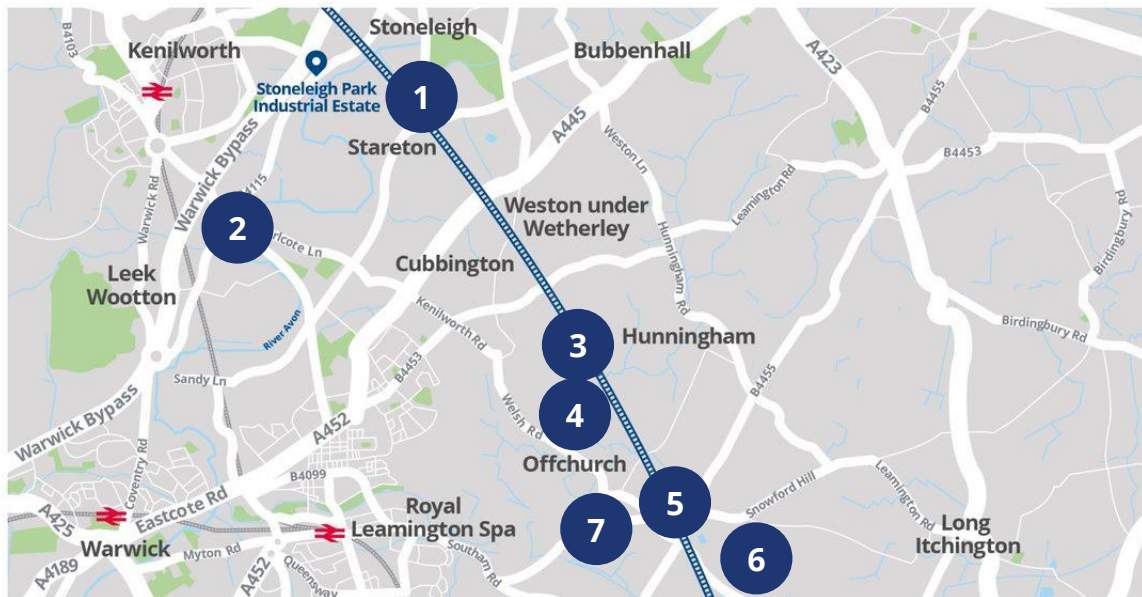 B4103
Kenilworth
Stoneleigh
Bubbenhall
A423
B4455
Stoneleigh Park
Industrial Estate
1
A445
Stareton
Weston Ln
B4453
Leamington Rd
Warwick Bypass
Warwick Rd
2
Weston under
Wetherley
Birdingbury Rd
Leek
Wootton
Cubbington
Hunningham Rd
River Avon
Kenilworth Rd
3
Hunningham
Birdingbury Rd
Sandy Ln
B4453
B4455
Warwick Bypass
A452
Welsh Rd
4
Coventry Rd
Offchurch
B4099
Snowford Hill
Leamington Rd
Eastcote Rd
5
A425
Royal
Leamington Spa
7
Long
Itchington
Warwick
Myton Rd
Southam Rd
6
A4189
A452
Queensway